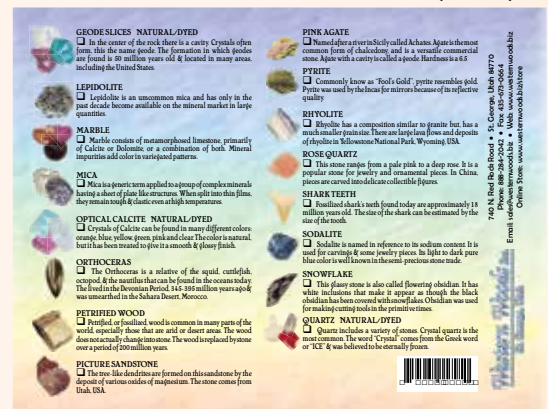 GEODE SLICES NATURAL/DYED
❑ In the center of the rock there is a cavity. Crystals often
form, this the name geode. The formation in which geodes
are found is 50 million years old & located in many areas,
including the United States.
LEPIDOLITE
❑ Lepidolite is an uncommon mica and has only in the
past decade become available on the mineral market in large
quantities.
MARBLE
❑ Marble consists of metamorphosed limestone, primarily
of Calcite or Dolomite, or a combination of both. Mineral
impurities add color in variegated patterns.
MICA
❑ Mica is a generic term applied to a group of complex minerals
having a sheet of plate like structures. When split into thin films,
they remain tough & elastic even at high temperatures.
OPTICAL CALCITE NATURAL/DYED
❑ Crystals of Calcite can be found in many different colors:
orange, blue, yellow, green, pink and clear. The color is natural,
but it has been treated to give it a smooth & glossy finish.
ORTHOCERAS
❑ The Orthoceras is a relative of the squid, cuttlefish,
octopod, & the nautilus that can be found in the oceans today.
The lived in the Devonian Period, 345-395 million years ago &
was unearthed in the Sahara Desert, Morocco.
PETRIFIED WOOD
❑ Petrified, or fossilized, wood is common in many parts of the
world, especially those that are arid or desert areas. The wood
does not actually change into stone. The wood is replaced by stone
over a period of 200 million years.
PICTURE SANDSTONE
❑ The tree-like dendrites are formed on this sandstone by the
deposit of various oxides of magnesium. The stone comes from
Utah, USA.
PINK AGATE
❑ Named after a river in Sicily called Achates. Agate is the most
common form of chalcedony, and is a versatile commercial
stone. Agate with a cavity is called a geode. Hardness is 6.5
PYRITE
❑ Commonly know as "Fool's Gold", pyrite resembles gold.
Pyrite was used by the Incas for mirrors because of its reflective
quality.
RHYOLITE
❑ Rhyolite has a composition similar to granite but, has a
much smaller grain size. There are large lava flows and deposits
of rhyolite in Yellowstone National Park, Wyoming, USA.
ROSE QUARTZ
❑ This stone ranges from a pale pink to a deep rose. It is a
popular stone for jewelry and ornamental pieces. In China,
pieces are carved into delicate collectible figures.
SHARK TEETH
❑ Fossilized shark's teeth found today are approximately 18
million years old. The size of the shark can be estimated by the
size of the tooth.
SODALITE
❑ Sodalite is named in reference to its sodium content. It is
used for carvings & some jewelry pieces. Its light to dark pure
blue color is well known in the semi-precious stone trade.
SNOWFLAKE
❑ This glassy stone is also called flowering obsidian. It has
white inclusions that make it appear as though the black
obsidian has been covered with snowflakes. Obsidian was used
for making cutting tools in the primitive times.
QUARTZ NATURAL/DYED
❑ Quartz includes a variety of stones. Crystal quartz is the
most common. The word "Crystal" comes from the Greek word
or "ICE" & was believed to be eternally frozen.
740 N. Red Rock Road • St. George, Utah 84770
Phone: 888-284-2042 • Fax: 435-673-0664
Email: sales@westernwoods.biz • Web: www.westernwoods.biz
Online Store: www.westernwoods.biz/store